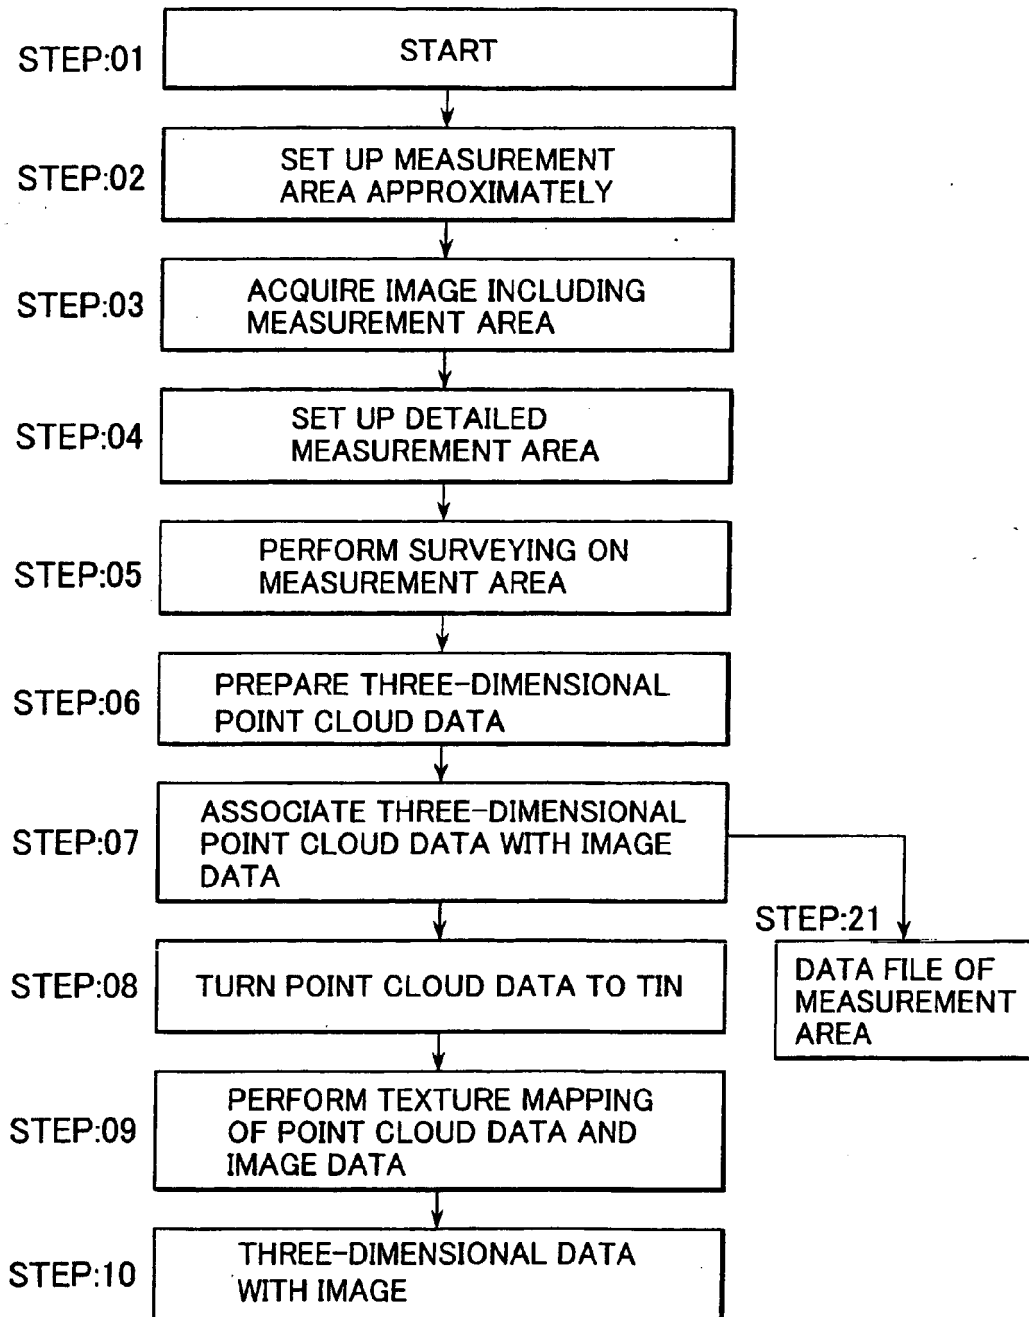 STEP:01
START
STEP:02
SET UP MEASUREMENT
AREA APPROXIMATELY
STEP:03
ACQUIRE IMAGE INCLUDING
MEASUREMENT AREA
STEP:04
SET UP DETAILED
MEASUREMENT AREA
STEP:05
PERFORM SURVEYING ON
MEASUREMENT AREA
STEP:06
PREPARE THREE-DIMENSIONAL
POINT CLOUD DATA
STEP:07
ASSOCIATE THREE-DIMENSIONAL
POINT CLOUD DATA WITH IMAGE
DATA
STEP:21
DATA FILE OF
MEASUREMENT
AREA
STEP:08
TURN POINT CLOUD DATA TO TIN
STEP:09
PERFORM TEXTURE MAPPING
OF POINT CLOUD DATA AND
IMAGE DATA
STEP:10
THREE-DIMENSIONAL DATA
WITH IMAGE